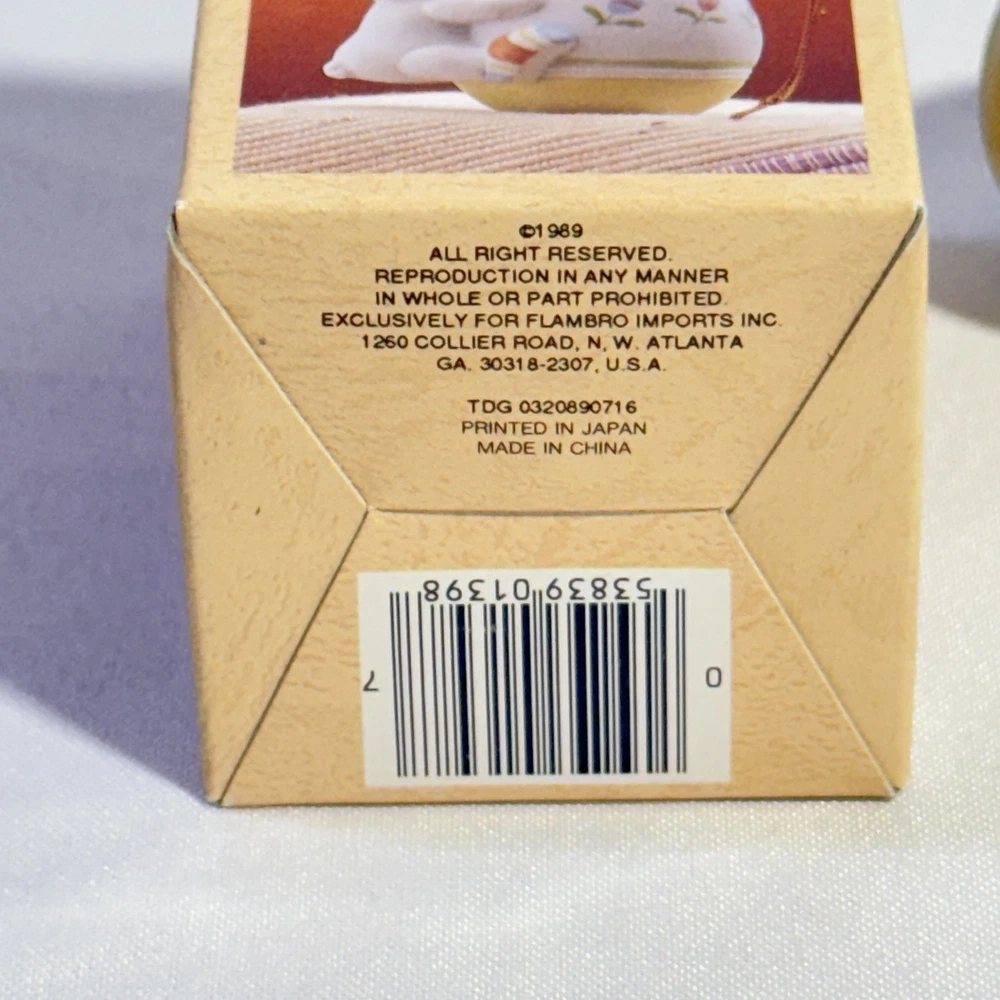 ©1989
ALL RIGHT RESERVED.
REPRODUCTION IN ANY MANNER
IN WHOLE OR PART PROHIBITED.
EXCLUSIVELY FOR FLAMBRO IMPORTS INC.
1260 COLLIER ROAD, N, W. ATLANTA
GA. 30318-2307, U.S.A.
TDG 0320890716
PRINTED IN JAPAN
MADE IN CHINA
0 53839 01398 7